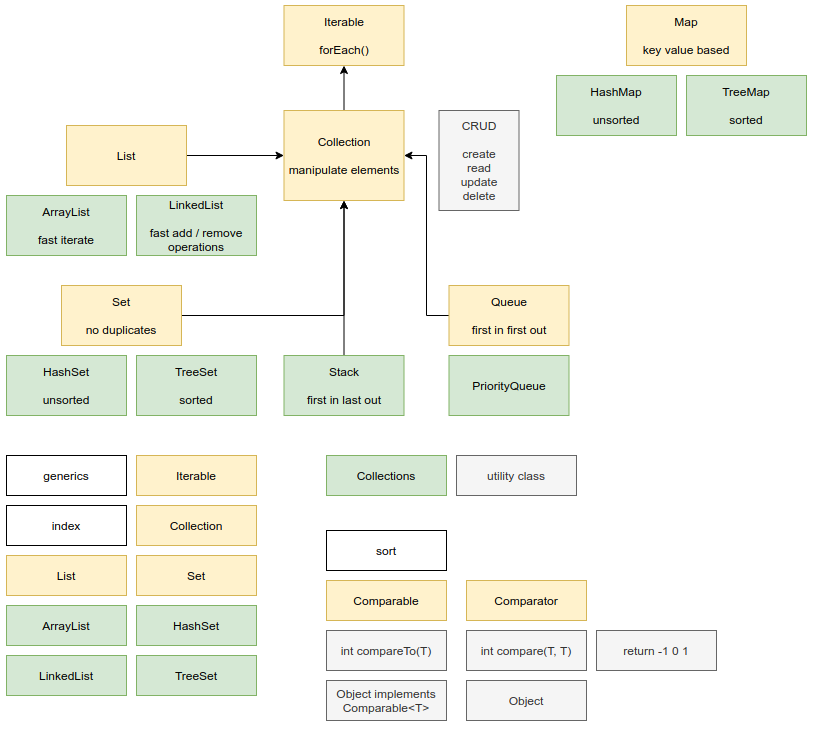 Iterable
forEach()
Map
key value based
HashMap
unsorted
TreeMap
sorted
List
Collection
manipulate elements
CRUD
create
read
update
delete
ArrayList
fast iterate
LinkedList
fast add / remove
operations
Set
no duplicates
Queue
first in first out
HashSet
unsorted
TreeSet
sorted
Stack
first in last out
PriorityQueue
generics
Iterable
index
Collection
List
Set
ArrayList
HashSet
LinkedList
TreeSet
Collections
utility class
sort
Comparable
Comparator
int compareTo(T)
int compare(T, T)
return -1 0 1
Object implements
Comparable<T>
Object